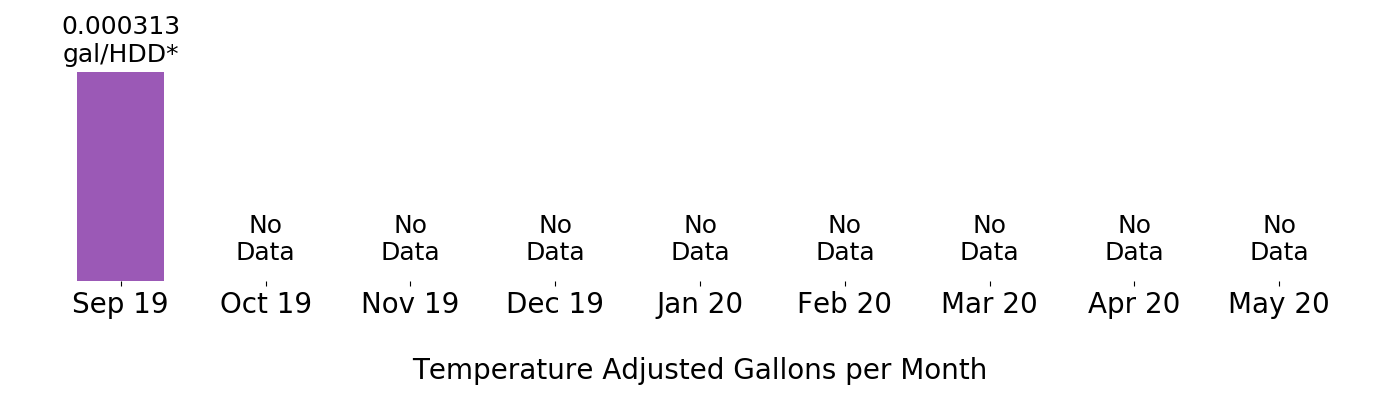 0.000313
gal/HDD*
No No No No No No No No
Data Data Data Data Data Data Data Data
Sep 19 Oct 19 Nov 19 Dec 19 Jan 20 Feb 20 Mar 20 Apr 20 May 20
Temperature Adjusted Gallons per Month